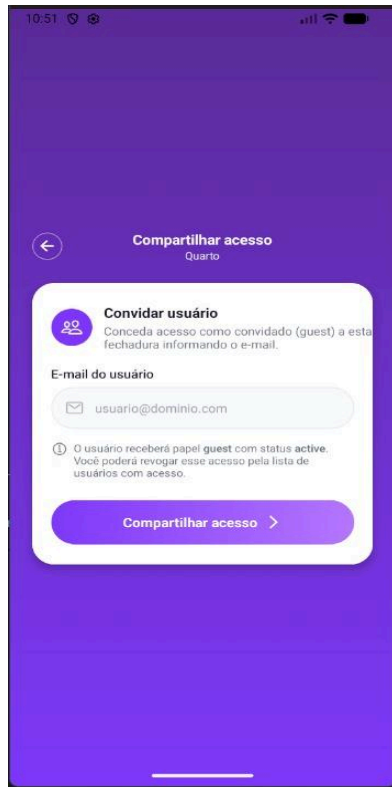 10:51
Compartilhar acesso
Quarto
Convidar usuário
Conceda acesso como convidado (guest) a esta
fechadura informando o e-mail.
E-mail do usuário
usuario@dominio.com
O usuário receberá papel guest com status active.
Você poderá revogar esse acesso pela lista de
usuários com acesso.
Compartilhar acesso